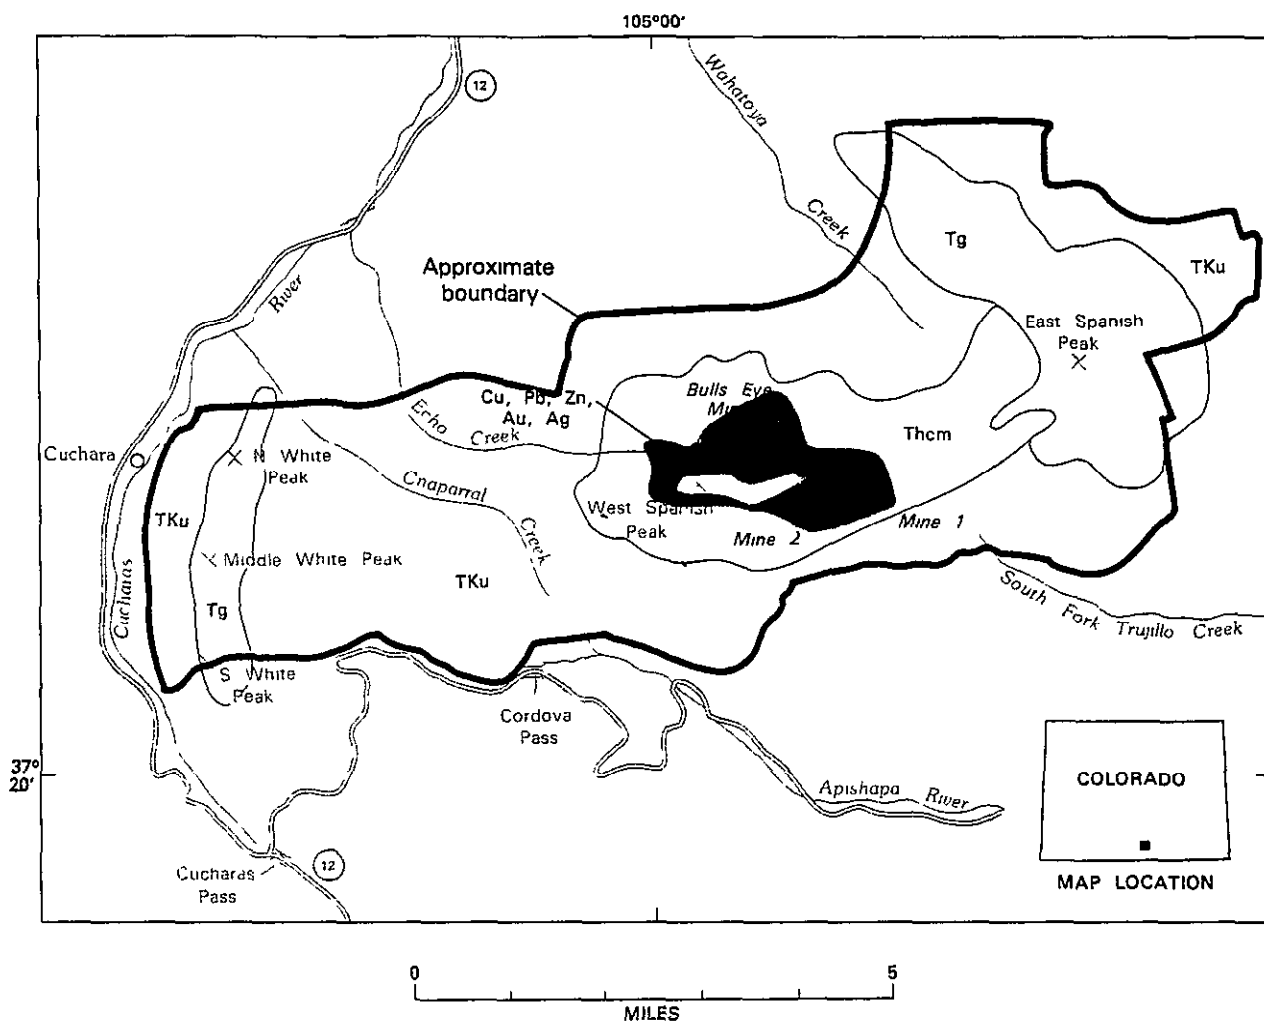 105°00'
12
Wahatoya
Creek
Tg
TKu
Approximate
boundary
River
East Spanish
Peak
Bulls Eye
Cu, Pb, Zn,
Au, Ag
Echo
Creek
Thcm
Cuchara
N White
Peak
Cnaparral
Creek
TKu
West Spanish
Peak
Mine 1
Mine 2
Middle White Peak
TKu
Cucharas
Tg
South Fork Trujillo Creek
S White
Peak
Cordova
Pass
37°
20'
COLORADO
Apishapa River
Cucharas
Pass
12
MAP LOCATION
0 5
MILES